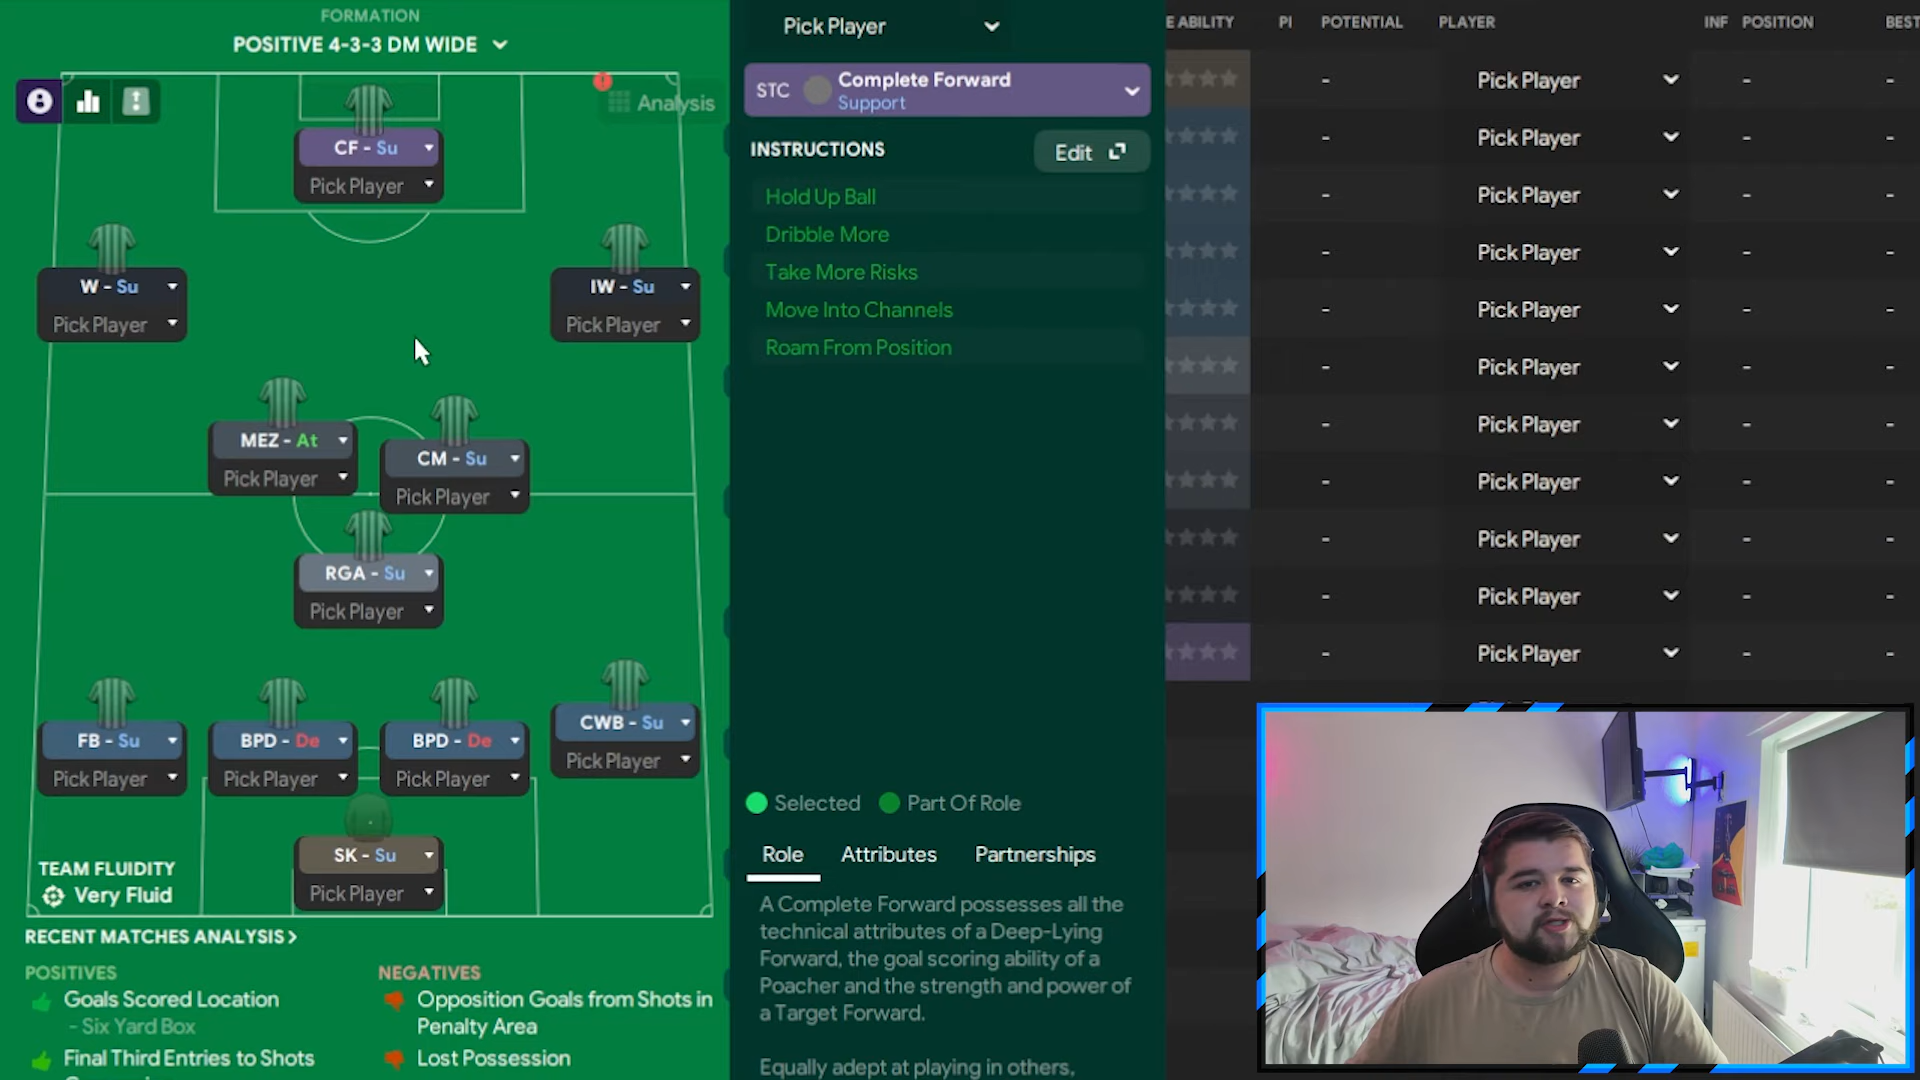 FORMATION
POSITIVE 4-3-3 DM WIDE
Analysis
CF - Su
Pick Player
W - Su
Pick Player
IW - Su
Pick Player
MEZ - At
Pick Player
CM - Su
Pick Player
RGA - Su
Pick Player
FB - Su
Pick Player
BPD - De
Pick Player
BPD - De
Pick Player
CWB - Su
Pick Player
SK - Su
Pick Player
TEAM FLUIDITY
Very Fluid
RECENT MATCHES ANALYSIS >
POSITIVES
Goals Scored Location
- Six Yard Box
Final Third Entries to Shots
NEGATIVES
Opposition Goals from Shots in
Penalty Area
Lost Possession
Pick Player
STC
Complete Forward
Support
INSTRUCTIONS
Edit
Hold Up Ball
Dribble More
Take More Risks
Move Into Channels
Roam From Position
Selected
Part Of Role
Role
Attributes
Partnerships
A Complete Forward possesses all the
technical attributes of a Deep-Lying
Forward, the goal scoring ability of a
Poacher and the strength and power of
a Target Forward.
Equally adept at playing in others,
E ABILITY PI POTENTIAL PLAYER INF POSITION BEST
- Pick Player - -
- Pick Player - -
- Pick Player - -
- Pick Player - -
- Pick Player - -
- Pick Player - -
- Pick Player - -
- Pick Player - -
- Pick Player - -
- Pick Player - -
- Pick Player - -